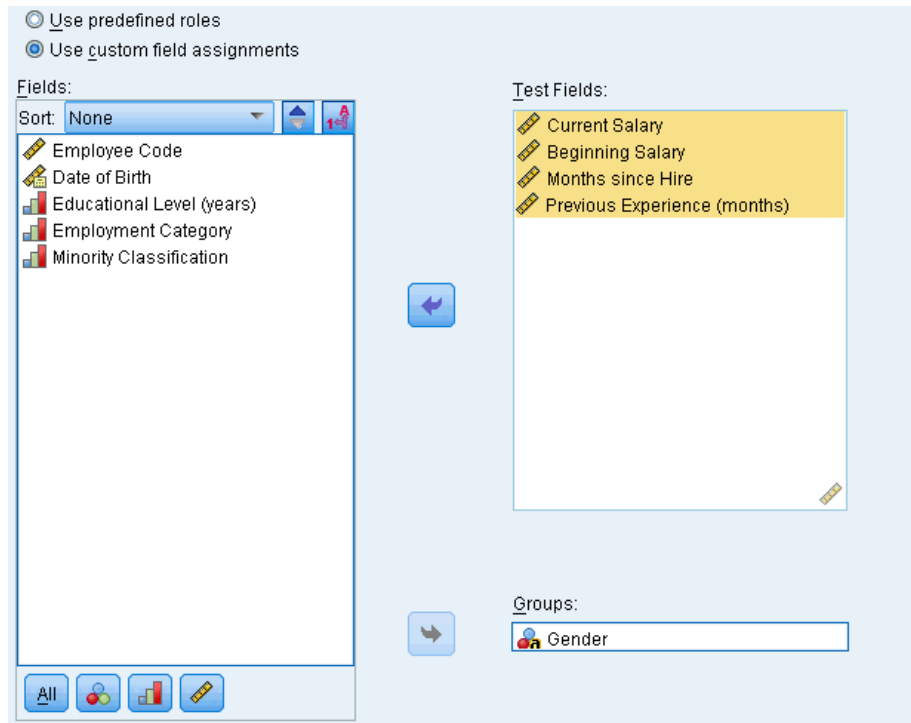 Use predefined roles
Use custom field assignments
Fields:
Sort: None
Employee Code
Date of Birth
Educational Level (years)
Employment Category
Minority Classification
All
Test Fields:
Current Salary
Beginning Salary
Months since Hire
Previous Experience (months)
Groups:
Gender